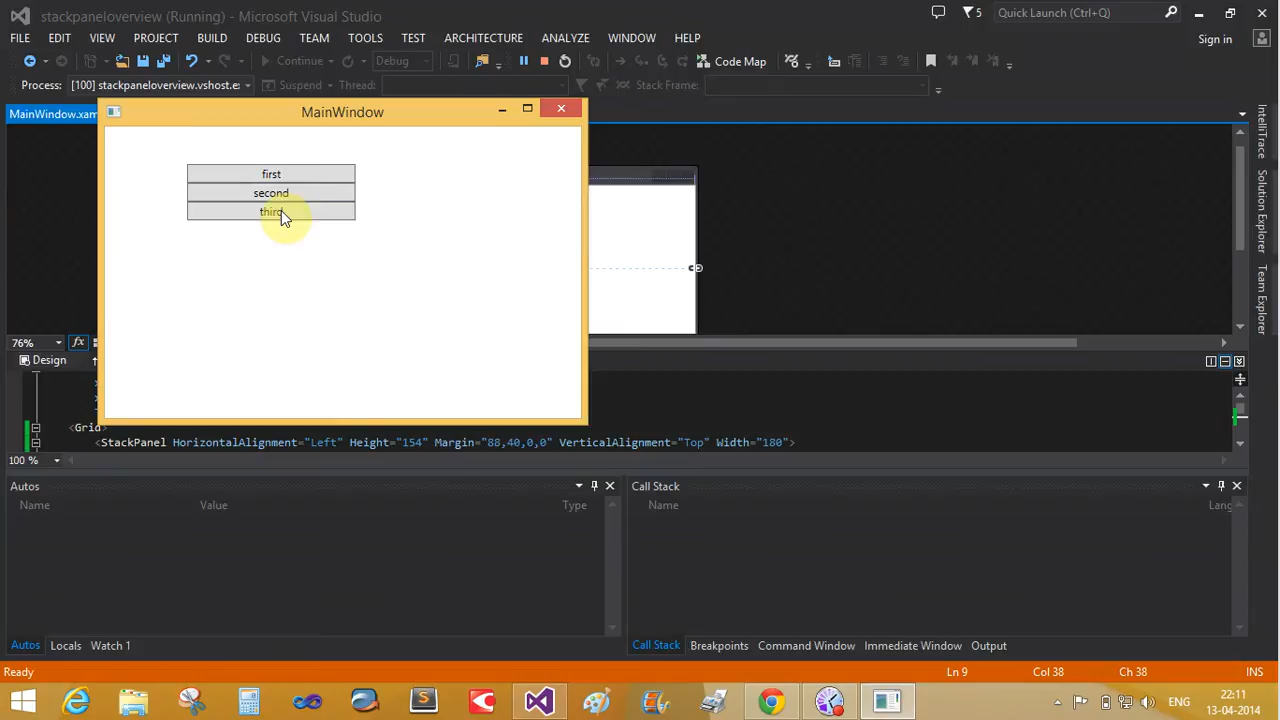 stackpaneloverview (Running) - Microsoft Visual Studio
5
Quick Launch (Ctrl+Q)
FILE EDIT VIEW PROJECT BUILD DEBUG TEAM TOOLS TEST ARCHITECTURE ANALYZE WINDOW HELP
Sign in
Continue Debug Code Map
Process: [100] stackpaneloverview.vshost.e Suspend Thread: Stack Frame:
MainWindow.xam
MainWindow
first
second
third
IntelliTrace
Solution Explorer
Team Explorer
76% fx
Design
<Grid>
<StackPanel HorizontalAlignment="Left" Height="154" Margin="88,40,0,0" VerticalAlignment="Top" Width="180">
100 %
Autos
Name Value Type
Call Stack
Name Lang
Autos Locals Watch 1
Call Stack Breakpoints Command Window Immediate Window Output
Ready Ln 9 Col 38 Ch 38 INS
ENG
22:11
13-04-2014